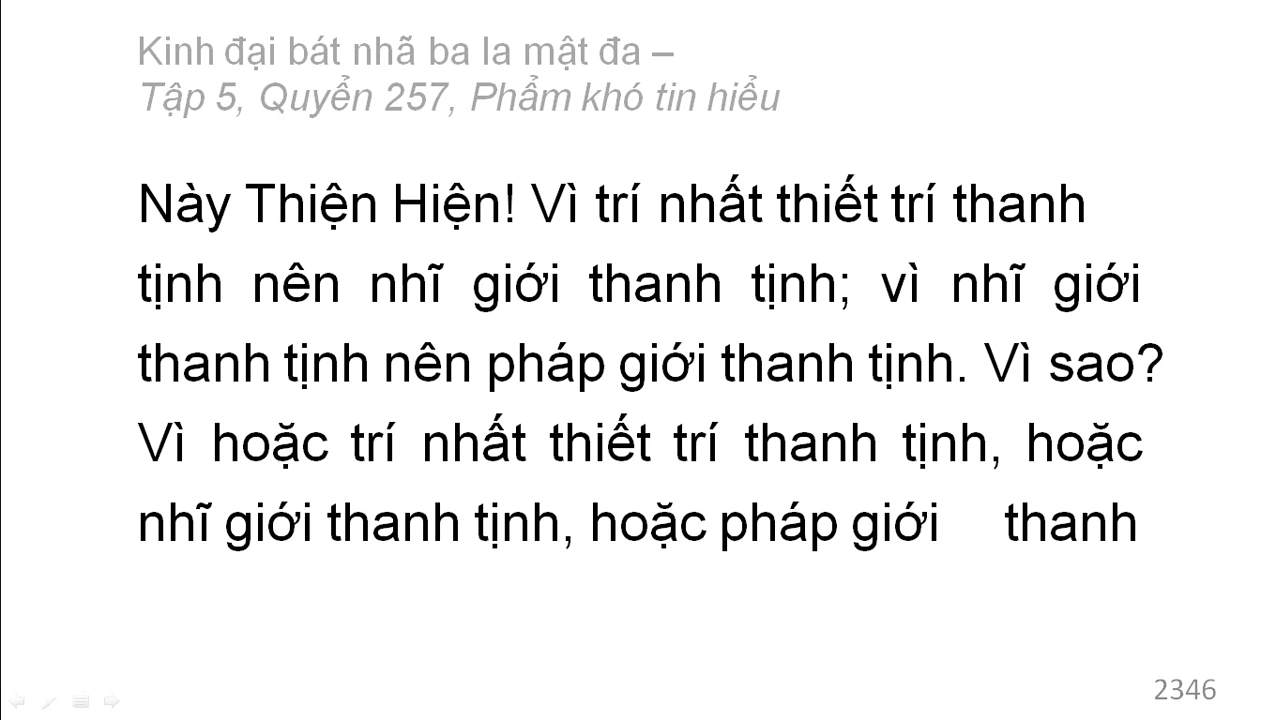 Kinh đại bát nhã ba la mật đa –
Tập 5, Quyển 257, Phẩm khó tin hiểu
Này Thiện Hiện! Vì trí nhất thiết trí thanh
tịnh nên nhĩ giới thanh tịnh; vì nhĩ giới
thanh tịnh nên pháp giới thanh tịnh. Vì sao?
Vì hoặc trí nhất thiết trí thanh tịnh, hoặc
nhĩ giới thanh tịnh, hoặc pháp giới thanh
2346